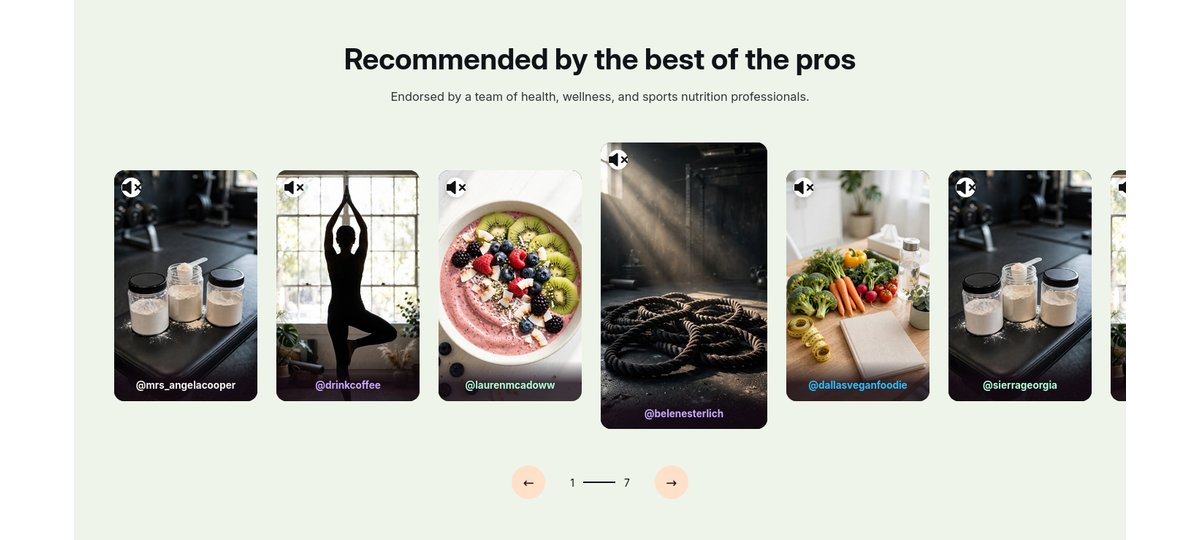 Recommended by the best of the pros
Endorsed by a team of health, wellness, and sports nutrition professionals.
@mrs_angelacooper
@drinkcoffee
@laurenmcadoww
@belenesterlich
@dallasveganfoodie
@sierrageorgia
← 1 7 →